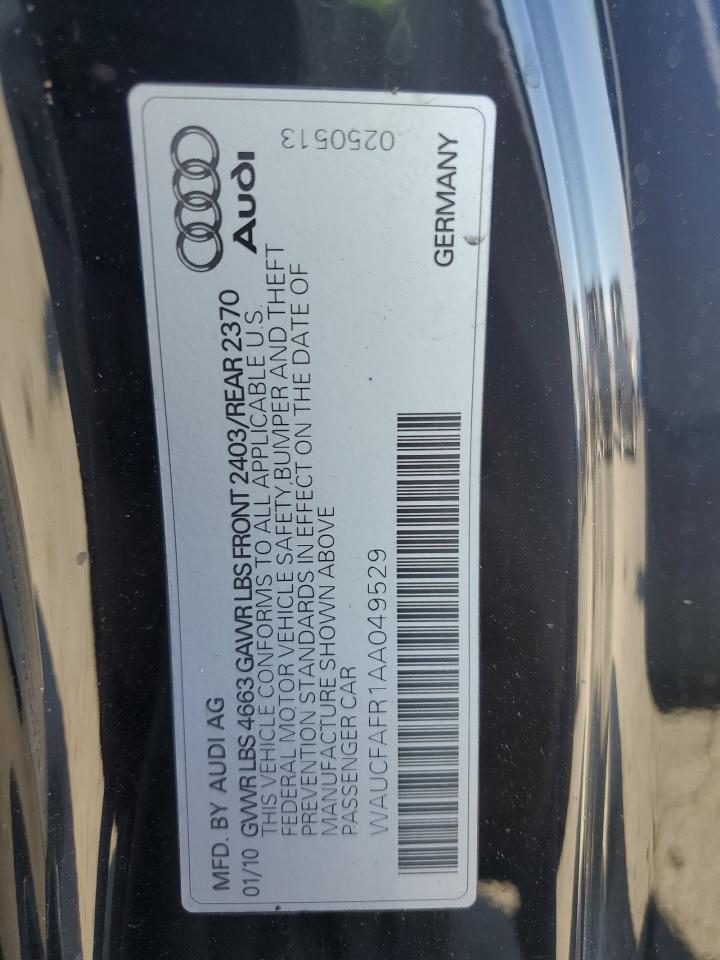 MFD. BY AUDI AG
01/10 GVWR LBS 4663 GAWR LBS FRONT 2403/REAR 2370
THIS VEHICLE CONFORMS TO ALL APPLICABLE U.S.
FEDERAL MOTOR VEHICLE SAFETY,BUMPER AND THEFT
PREVENTION STANDARDS IN EFFECT ON THE DATE OF
MANUFACTURE SHOWN ABOVE
PASSENGER CAR
WAUCFAFR1AA049529
Audi
0250513
GERMANY